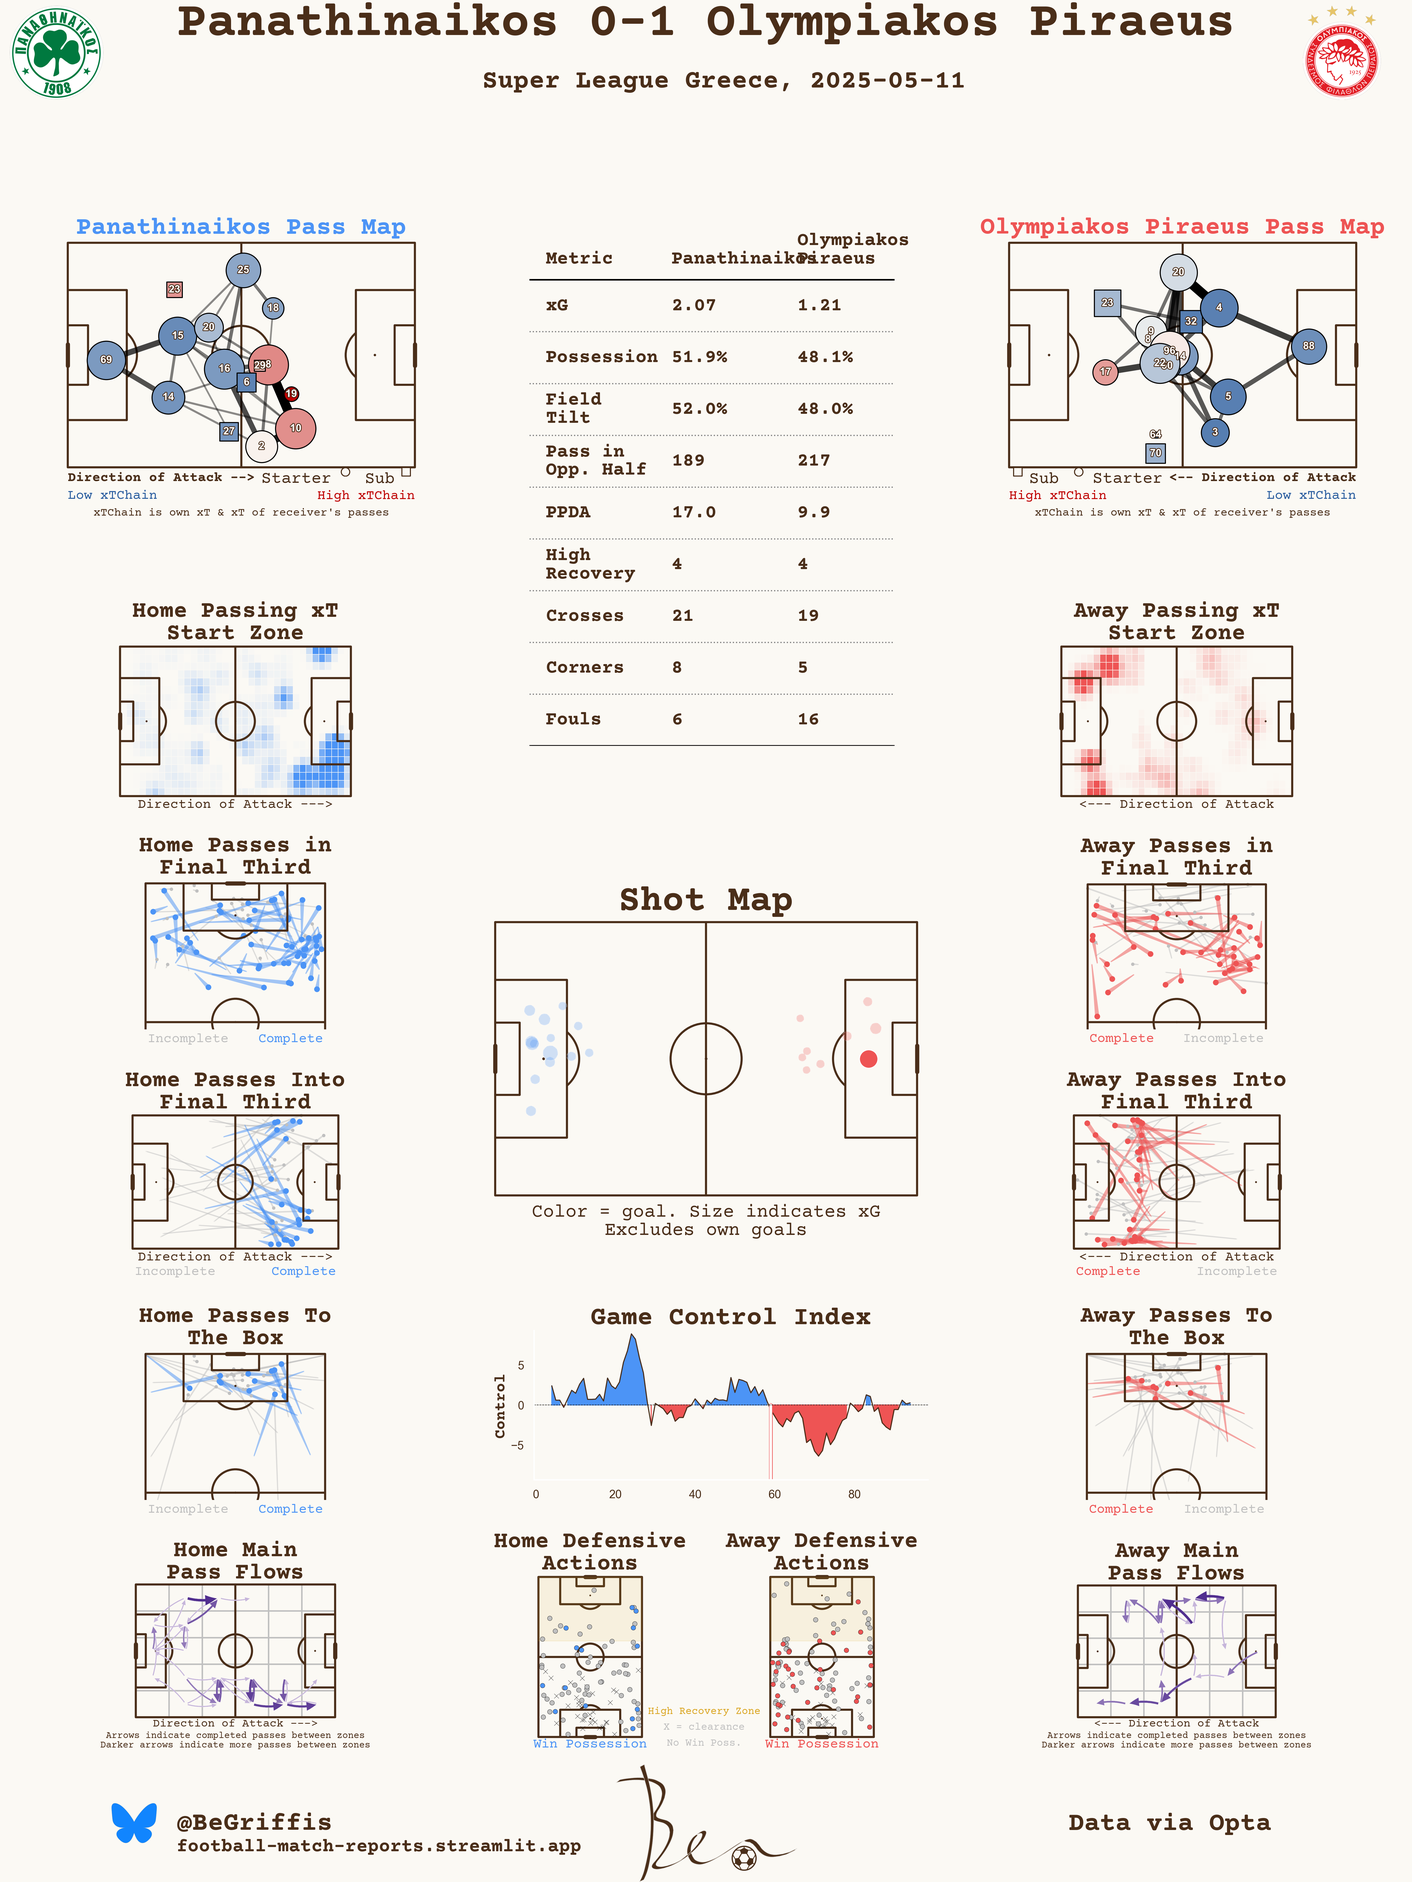 Panathinaikos 0-1 Olympiakos Piraeus
Super League Greece, 2025-05-11
ΠΑΝΑΘΗΝΑΪΚΟΣ
1908
1925
Panathinaikos Pass Map
25
23
18
20
15
69
16
29
8
6
19
14
10
27
2
Direction of Attack --> Starter Sub
Low xTChain High xTChain
xTChain is own xT & xT of receiver's passes
Olympiakos Piraeus Pass Map
20
23
4
32
9
88
96
14
22
17
5
3
64
70
Sub Starter <-- Direction of Attack
High xTChain Low xTChain
xTChain is own xT & xT of receiver's passes
Metric Panathinaikos Olympiakos Piraeus
xG 2.07 1.21
Possession 51.9% 48.1%
Field Tilt 52.0% 48.0%
Pass in Opp. Half 189 217
PPDA 17.0 9.9
High Recovery 4 4
Crosses 21 19
Corners 8 5
Fouls 6 16
Home Passing xT
Start Zone
Direction of Attack --->
Away Passing xT
Start Zone
<--- Direction of Attack
Home Passes in
Final Third
Incomplete Complete
Away Passes in
Final Third
Complete Incomplete
Shot Map
Color = goal. Size indicates xG
Excludes own goals
Home Passes Into
Final Third
Direction of Attack --->
Incomplete Complete
Away Passes Into
Final Third
<--- Direction of Attack
Complete Incomplete
Home Passes To
The Box
Incomplete Complete
Game Control Index
Control
5
0
−5
0 20 40 60 80
Away Passes To
The Box
Complete Incomplete
Home Main
Pass Flows
Direction of Attack --->
Arrows indicate completed passes between zones
Darker arrows indicate more passes between zones
Home Defensive
Actions
Win Possession
High Recovery Zone
X = clearance
No Win Poss.
Away Defensive
Actions
Win Possession
Away Main
Pass Flows
<--- Direction of Attack
Arrows indicate completed passes between zones
Darker arrows indicate more passes between zones
@BeGriffis
football-match-reports.streamlit.app
Ben
Data via Opta